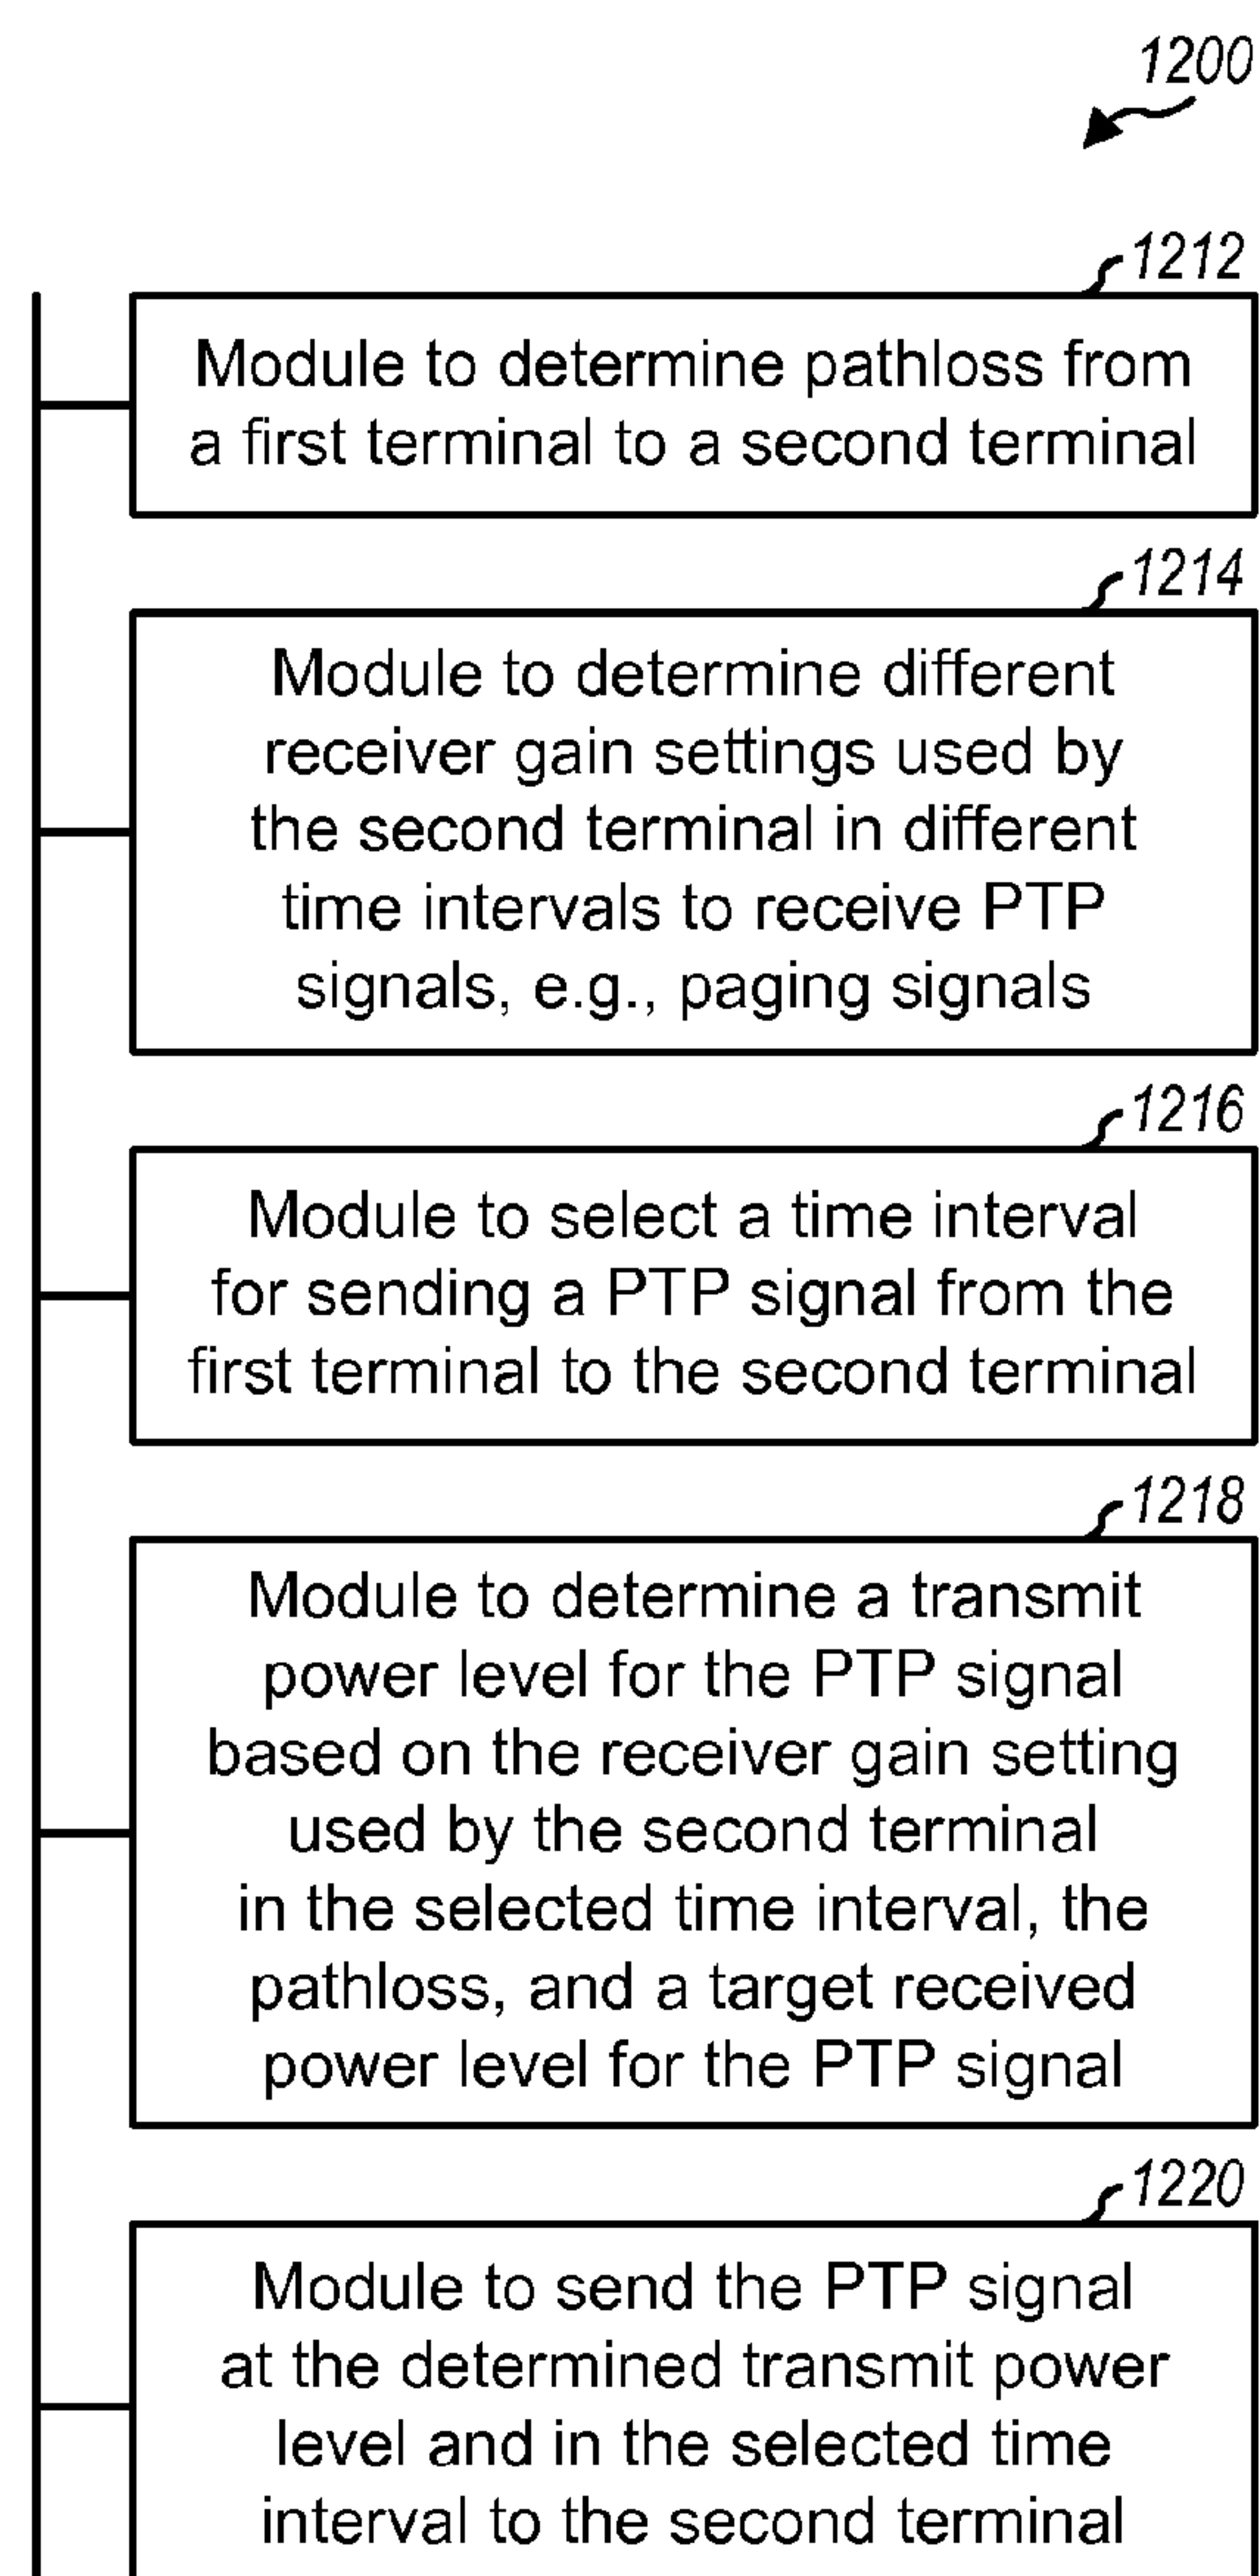 1200
1212
Module to determine pathloss from
a first terminal to a second terminal
1214
Module to determine different
receiver gain settings used by
the second terminal in different
time intervals to receive PTP
signals, e.g., paging signals
1216
Module to select a time interval
for sending a PTP signal from the
first terminal to the second terminal
1218
Module to determine a transmit
power level for the PTP signal
based on the receiver gain setting
used by the second terminal
in the selected time interval, the
pathloss, and a target received
power level for the PTP signal
1220
Module to send the PTP signal
at the determined transmit power
level and in the selected time
interval to the second terminal